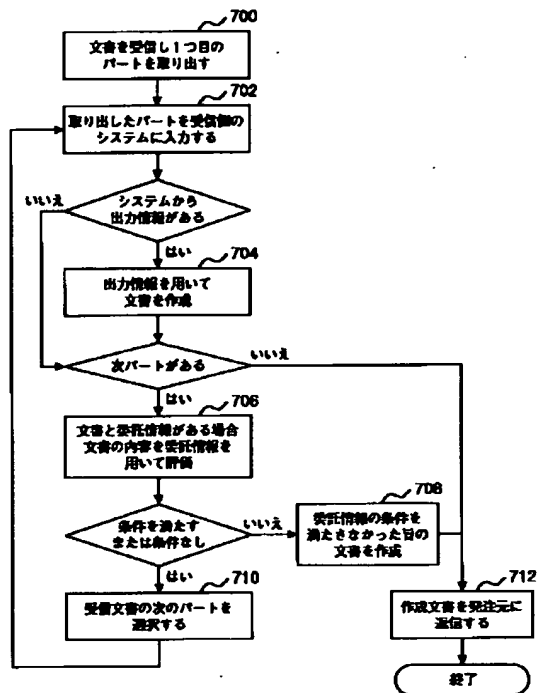 700
文書を受信し1つ目の
パートを取り出す
702
取り出したパートを受信側の
システムに入力する
いいえ
システムから
出力情報がある
はい
704
出力情報を用いて
文書を作成
次パートがある
いいえ
はい
706
文書と委託情報がある場合
文書の内容を委託情報を
用いて評価
条件を満たす
または条件なし
いいえ
708
委託情報の条件を
満たさなかった旨の
文書を作成
はい
710
受信文書の次のパートを
選択する
712
作成文書を発注元に
返信する
終了